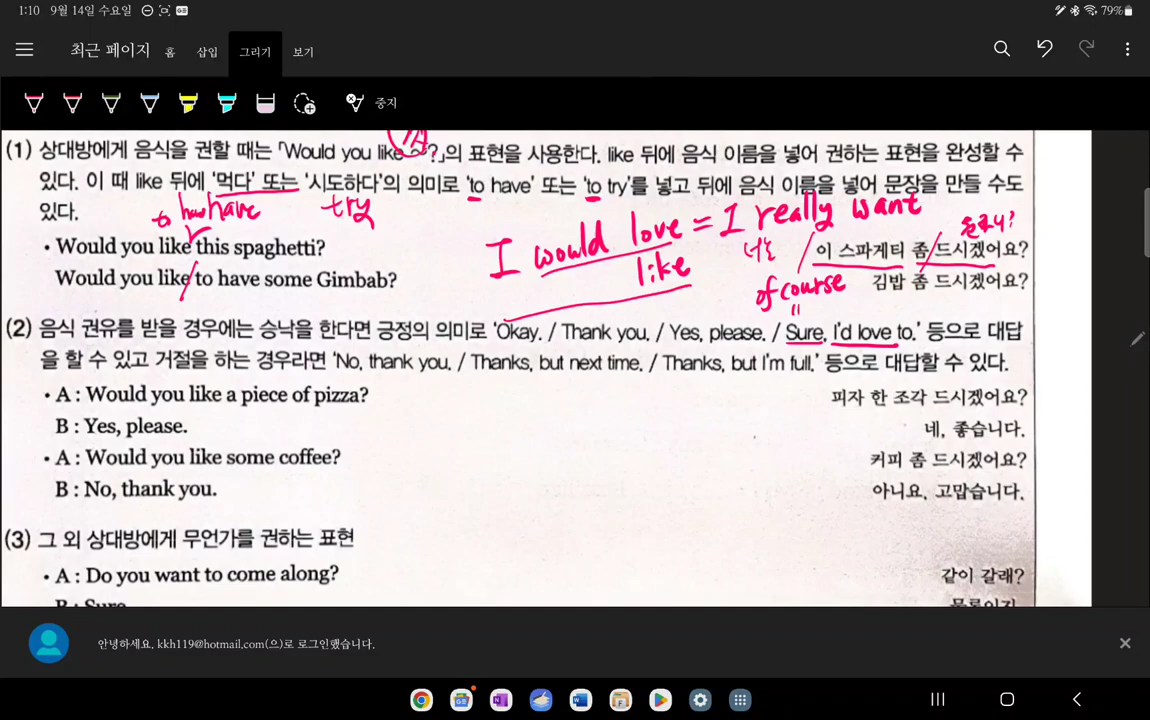 1:10 9월 14일 수요일 79%
최근 페이지 홈 삽입 그리기 보기
중지
(1) 상대방에게 음식을 권할 때는 「Would you like ~?」의 표현을 사용한다. like 뒤에 음식 이름을 넣어 권하는 표현을 완성할 수
있다. 이 때 like 뒤에 '먹다' 또는 '시도하다'의 의미로 'to have' 또는 'to try'를 넣고 뒤에 음식 이름을 넣어 문장을 만들 수도
있다.
to have try
I would love = I really want
like
너는
• Would you like this spaghetti? 이 스파게티 좀 드시겠어요?
of course
Would you like to have some Gimbab? 김밥 좀 드시겠어요?
(2) 음식 권유를 받을 경우에는 승낙을 한다면 긍정의 의미로 'Okay. / Thank you. / Yes, please. / Sure, I'd love to.' 등으로 대답
을 할 수 있고 거절을 하는 경우라면 'No, thank you. / Thanks, but next time. / Thanks, but I'm full.' 등으로 대답할 수 있다.
• A : Would you like a piece of pizza? 피자 한 조각 드시겠어요?
B : Yes, please. 네, 좋습니다.
• A : Would you like some coffee? 커피 좀 드시겠어요?
B : No, thank you. 아니요, 고맙습니다.
(3) 그 외 상대방에게 무언가를 권하는 표현
• A : Do you want to come along? 같이 갈래?
B : Sure 물론이지
안녕하세요. kkh119@hotmail.com(으)로 로그인했습니다.